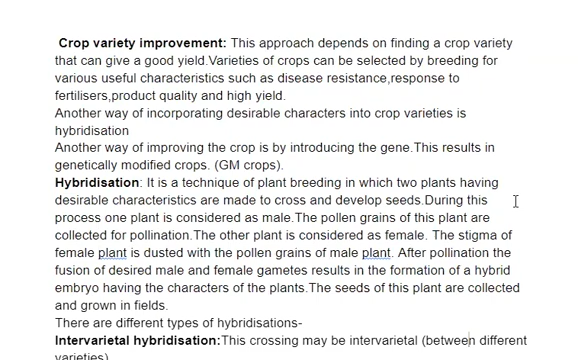 Crop variety improvement: This approach depends on finding a crop variety
that can give a good yield.Varieties of crops can be selected by breeding for
various useful characteristics such as disease resistance,response to
fertilisers,product quality and high yield.
Another way of incorporating desirable characters into crop varieties is
hybridisation
Another way of improving the crop is by introducing the gene.This results in
genetically modified crops. (GM crops).
Hybridisation: It is a technique of plant breeding in which two plants having
desirable characteristics are made to cross and develop seeds.During this
process one plant is considered as male.The pollen grains of this plant are
collected for pollination.The other plant is considered as female. The stigma of
female plant is dusted with the pollen grains of male plant. After pollination the
fusion of desired male and female gametes results in the formation of a hybrid
embryo having the characters of the plants.The seeds of this plant are collected
and grown in fields.
There are different types of hybridisations-
Intervarietal hybridisation:This crossing may be intervarietal (between different
varieties)